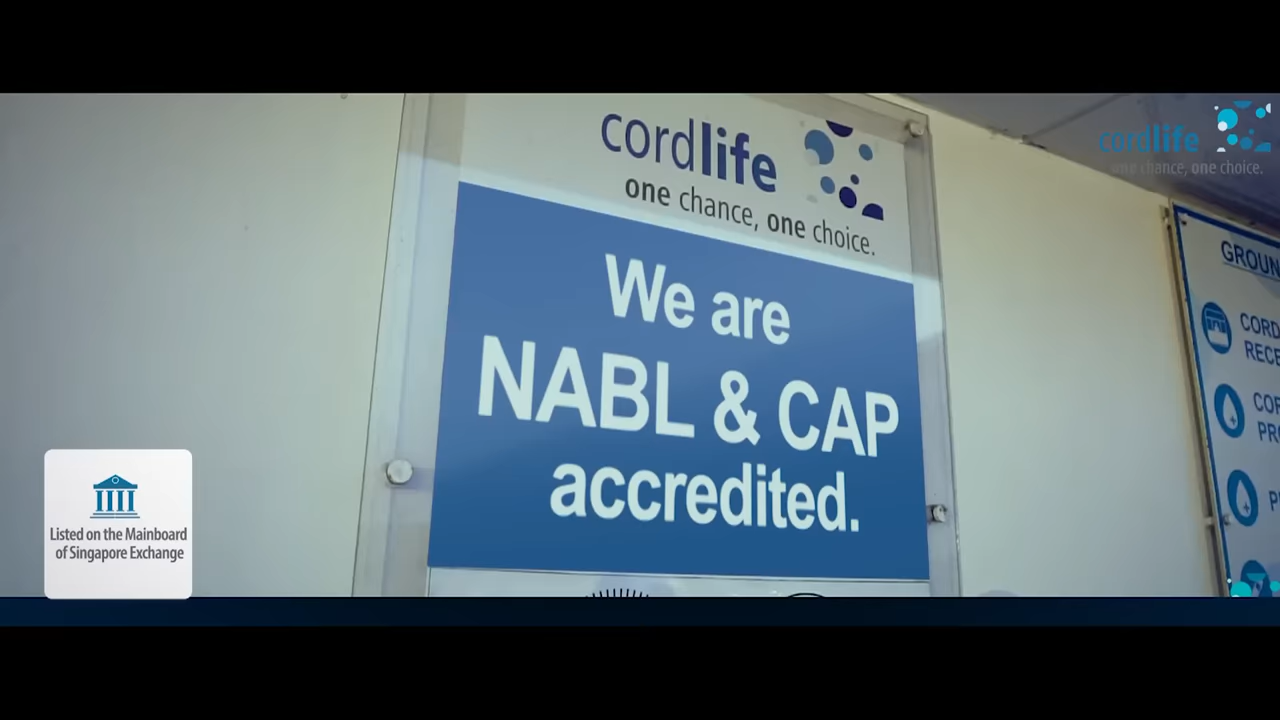 cordlife
one chance, one choice.
We are
NABL & CAP
accredited.
cordlife
one chance, one choice.
GROUN
CORD
RECE
COR
PRO
P
Listed on the Mainboard
of Singapore Exchange